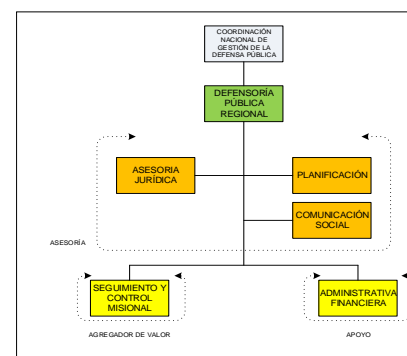 COORDINACIÓN
NACIONAL DE
GESTIÓN DE LA
DEFENSA PÚBLICA
DEFENSORÍA
PÚBLICA
REGIONAL
ASESORIA
JURÍDICA
PLANIFICACIÓN
COMUNICACIÓN
SOCIAL
ASESORÍA
SEGUIMIENTO Y
CONTROL
MISIONAL
ADMINISTRATIVA
FINANCIERA
AGREGADOR DE VALOR
APOYO